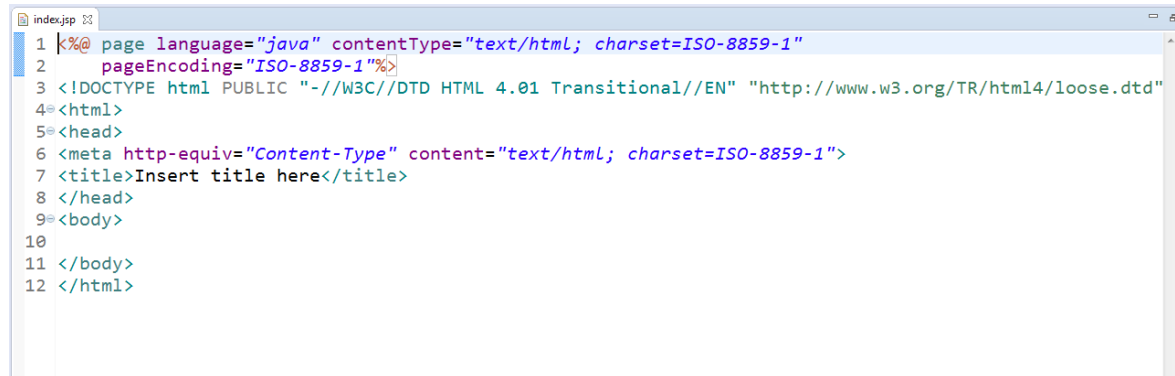 index.jsp
1 <%@ page language="java" contentType="text/html; charset=ISO-8859-1"
2     pageEncoding="ISO-8859-1"%>
3 <!DOCTYPE html PUBLIC "-//W3C//DTD HTML 4.01 Transitional//EN" "http://www.w3.org/TR/html4/loose.dtd"
4 <html>
5 <head>
6 <meta http-equiv="Content-Type" content="text/html; charset=ISO-8859-1">
7 <title>Insert title here</title>
8 </head>
9 <body>
10
11 </body>
12 </html>